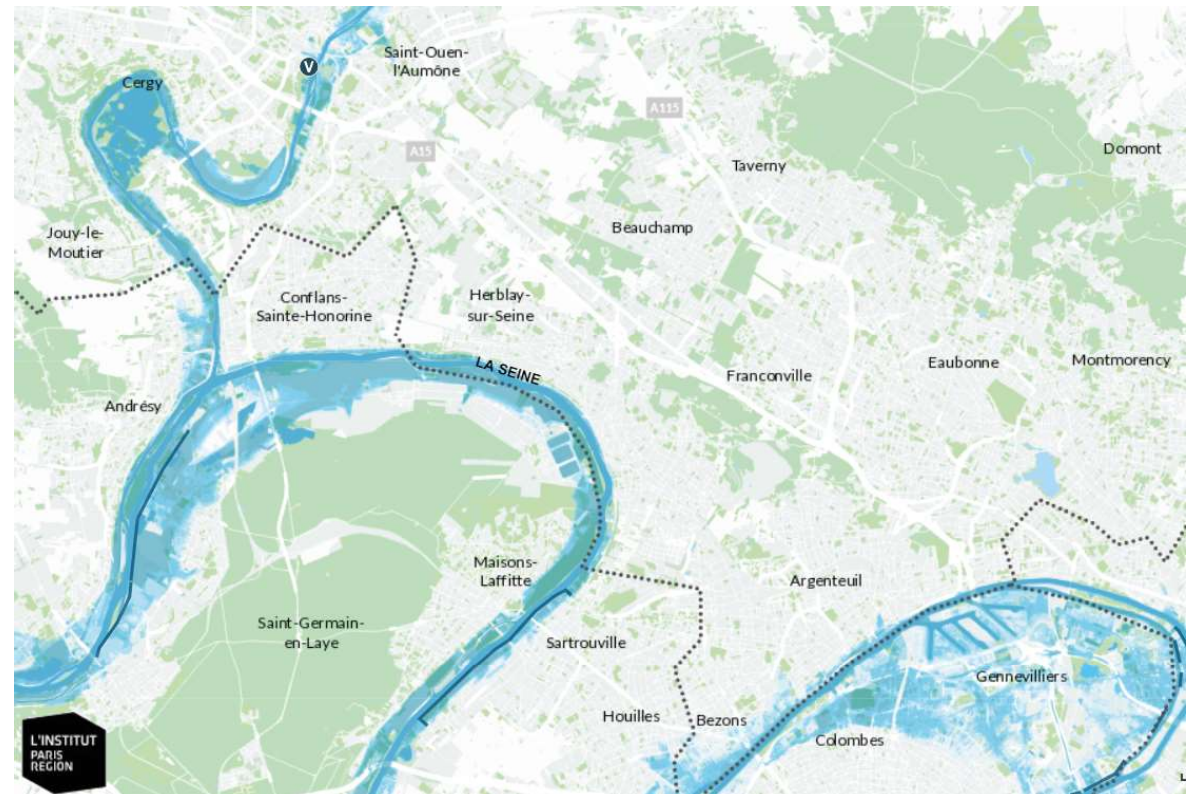 Saint-Ouen-
l'Aumône
V
Cergy
A115
A15
Domont
Taverny
Jouy-le-
Moutier
Beauchamp
Conflans-
Sainte-Honorine
Herblay-
sur-Seine
LA SEINE
Eaubonne
Montmorency
Franconville
Andrésy
Maisons-
Laffitte
Argenteuil
Saint-Germain-
en-Laye
Sartrouville
Gennevilliers
Houilles
Bezons
Colombes
L'INSTITUT
PARIS
REGION